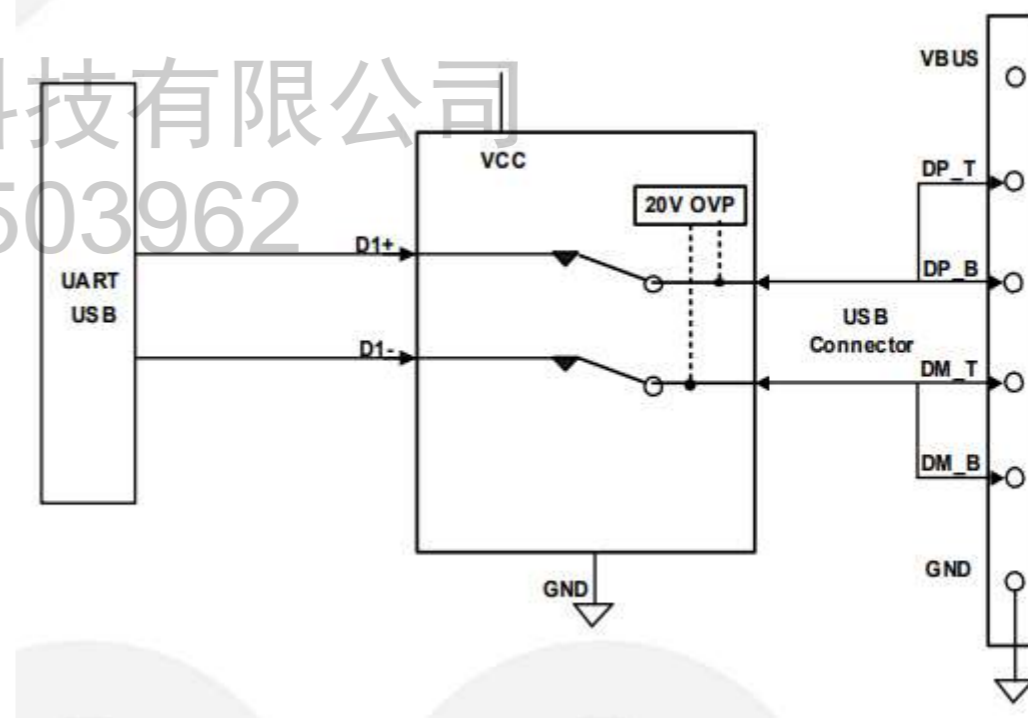 科技有限公司
503962
VCC
20V OVP
D1+
D1-
UART
USB
GND
USB
Connector
VBUS
DP_T
DP_B
DM_T
DM_B
GND